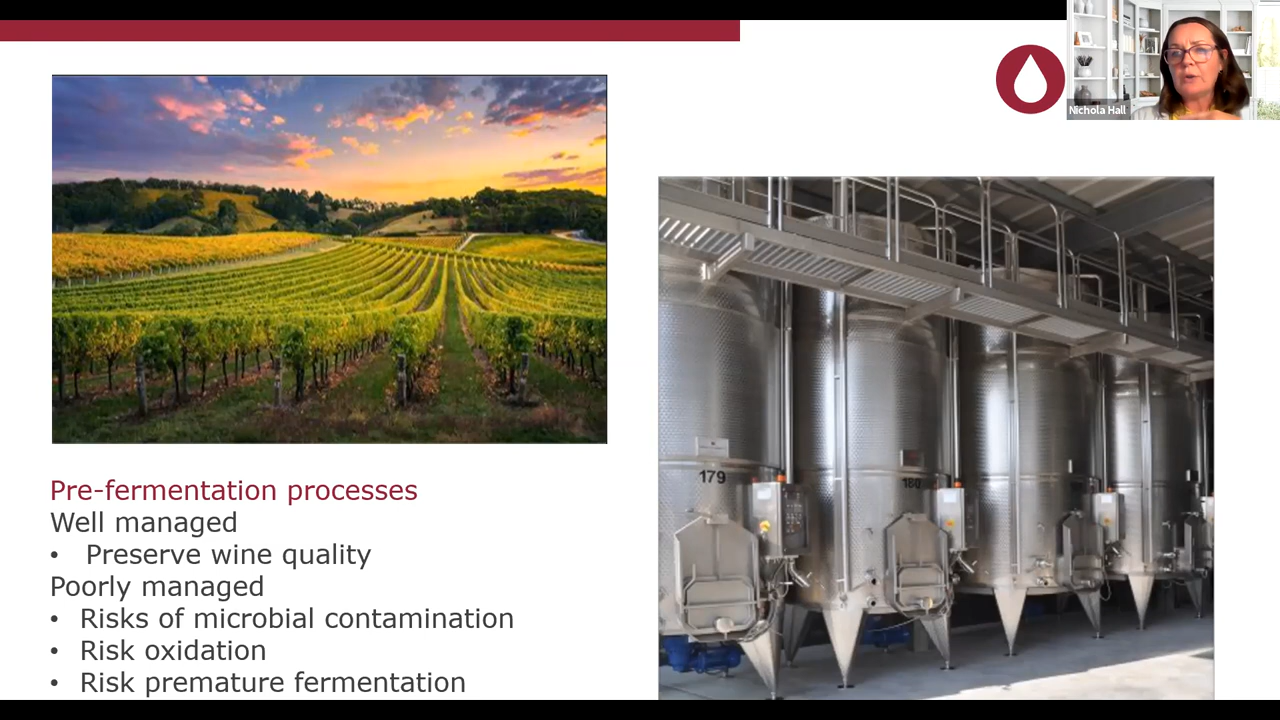 Nichola Hall
179
180
Pre-fermentation processes
Well managed
• Preserve wine quality
Poorly managed
• Risks of microbial contamination
• Risk oxidation
• Risk premature fermentation